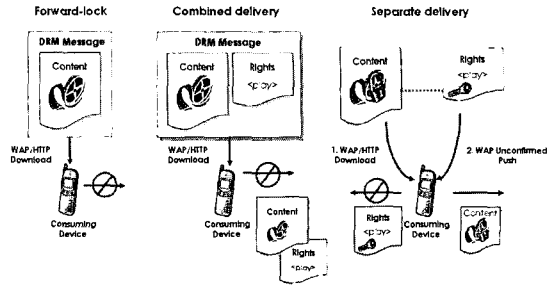 Forward-lock
DRM Message
Content
WAP/HTTP
Download
Consuming
Device
Combined delivery
DRM Message
Content
Rights
<play>
WAP/HTTP
Download
Consuming
Device
Content
Rights
<play>
Separate delivery
Content
Rights
<play>
1. WAP/HTTP
Download
2. WAP Unconfirmed
Push
Rights
<play>
Consuming
Device
Content